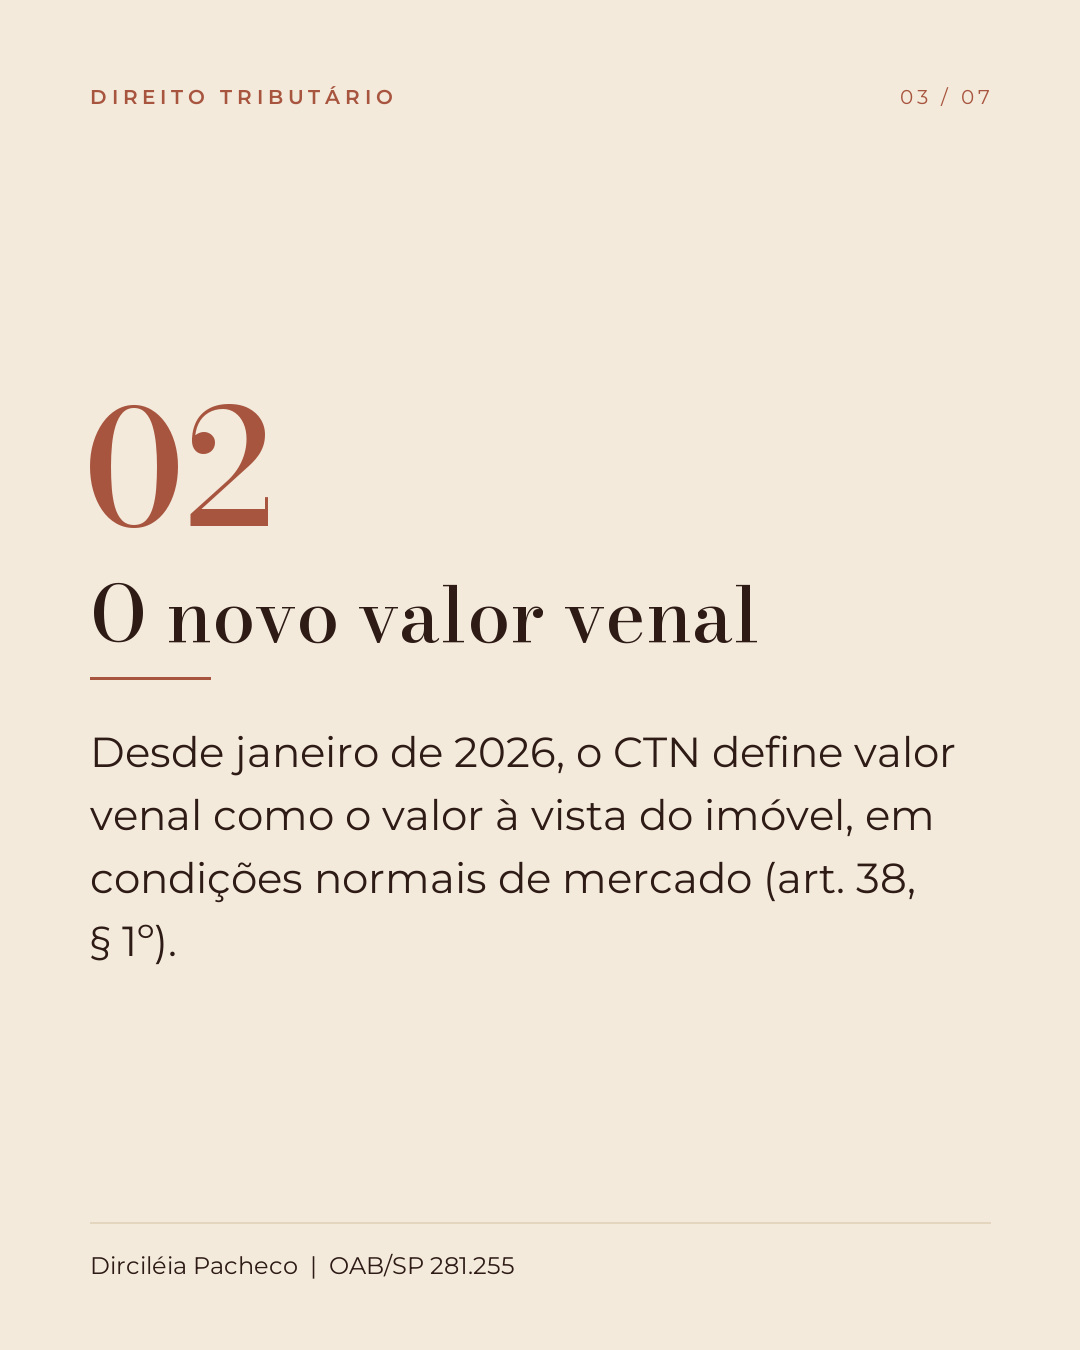 DIREITO TRIBUTÁRIO
03 / 07
02
O novo valor venal
Desde janeiro de 2026, o CTN define valor
venal como o valor à vista do imóvel, em
condições normais de mercado (art. 38,
§ 1º).
Dirciléia Pacheco | OAB/SP 281.255